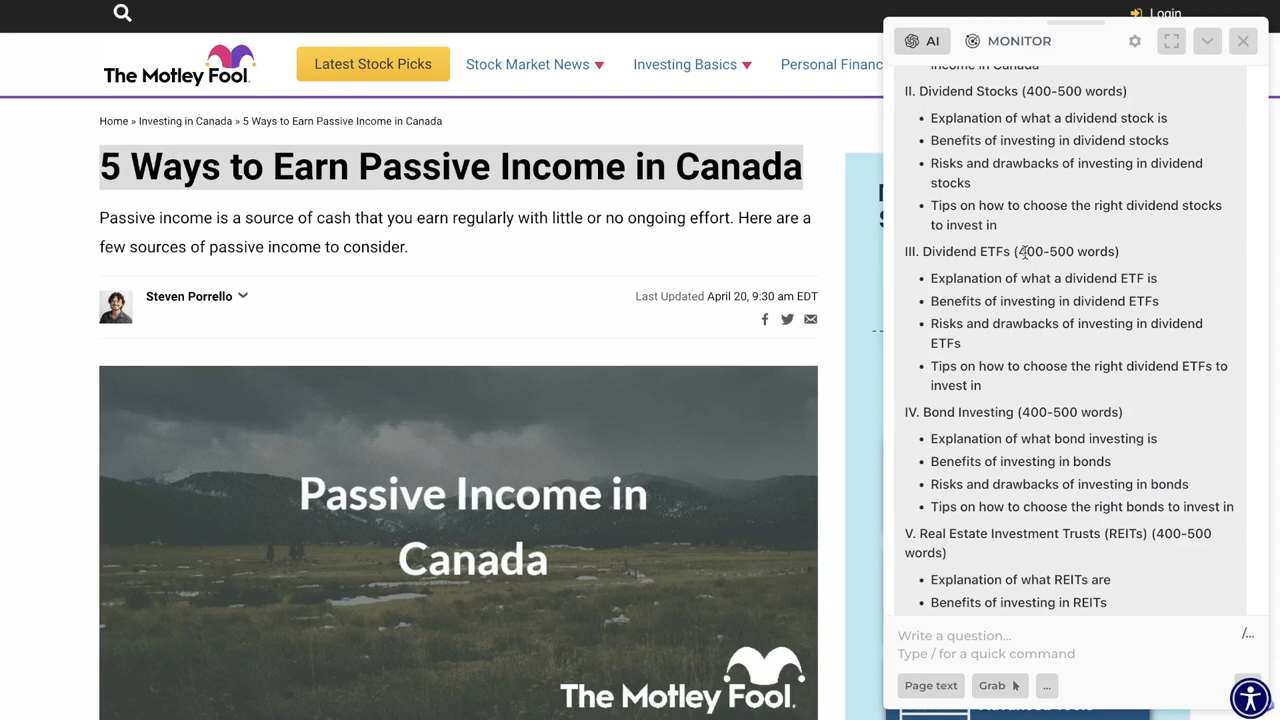 Login
The Motley Fool.
Latest Stock Picks
Stock Market News
Investing Basics
Personal Financ
Home » Investing in Canada » 5 Ways to Earn Passive Income in Canada
5 Ways to Earn Passive Income in Canada
Passive income is a source of cash that you earn regularly with little or no ongoing effort. Here are a
few sources of passive income to consider.
Steven Porrello
Last Updated April 20, 9:30 am EDT
Passive Income in
Canada
The Motley Fool.
AI
MONITOR
income in Canada
II. Dividend Stocks (400-500 words)
• Explanation of what a dividend stock is
• Benefits of investing in dividend stocks
• Risks and drawbacks of investing in dividend
stocks
• Tips on how to choose the right dividend stocks
to invest in
III. Dividend ETFs (400-500 words)
• Explanation of what a dividend ETF is
• Benefits of investing in dividend ETFs
• Risks and drawbacks of investing in dividend
ETFs
• Tips on how to choose the right dividend ETFs to
invest in
IV. Bond Investing (400-500 words)
• Explanation of what bond investing is
• Benefits of investing in bonds
• Risks and drawbacks of investing in bonds
• Tips on how to choose the right bonds to invest in
V. Real Estate Investment Trusts (REITs) (400-500
words)
• Explanation of what REITs are
• Benefits of investing in REITs
Write a question...
/...
Type / for a quick command
Page text
Grab
...